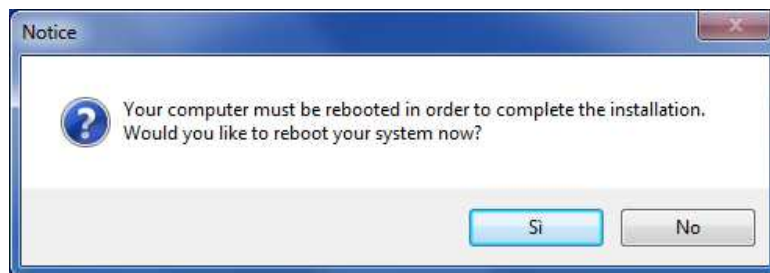 Notice
Your computer must be rebooted in order to complete the installation.
Would you like to reboot your system now?
Sì
No